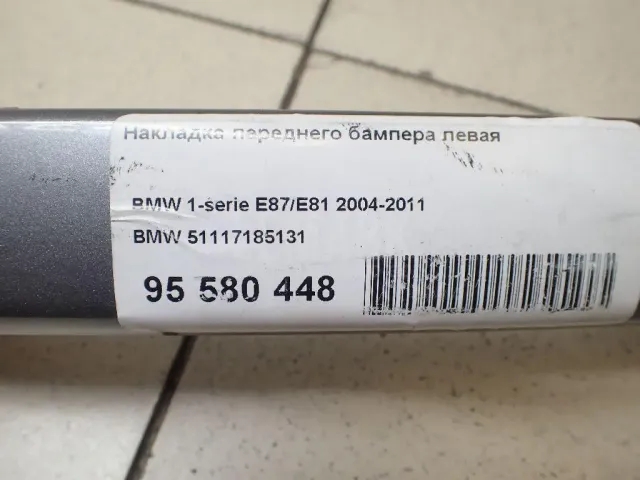 Накладка переднего бампера левая
BMW 1-serie E87/E81 2004-2011
BMW 51117185131
95 580 448